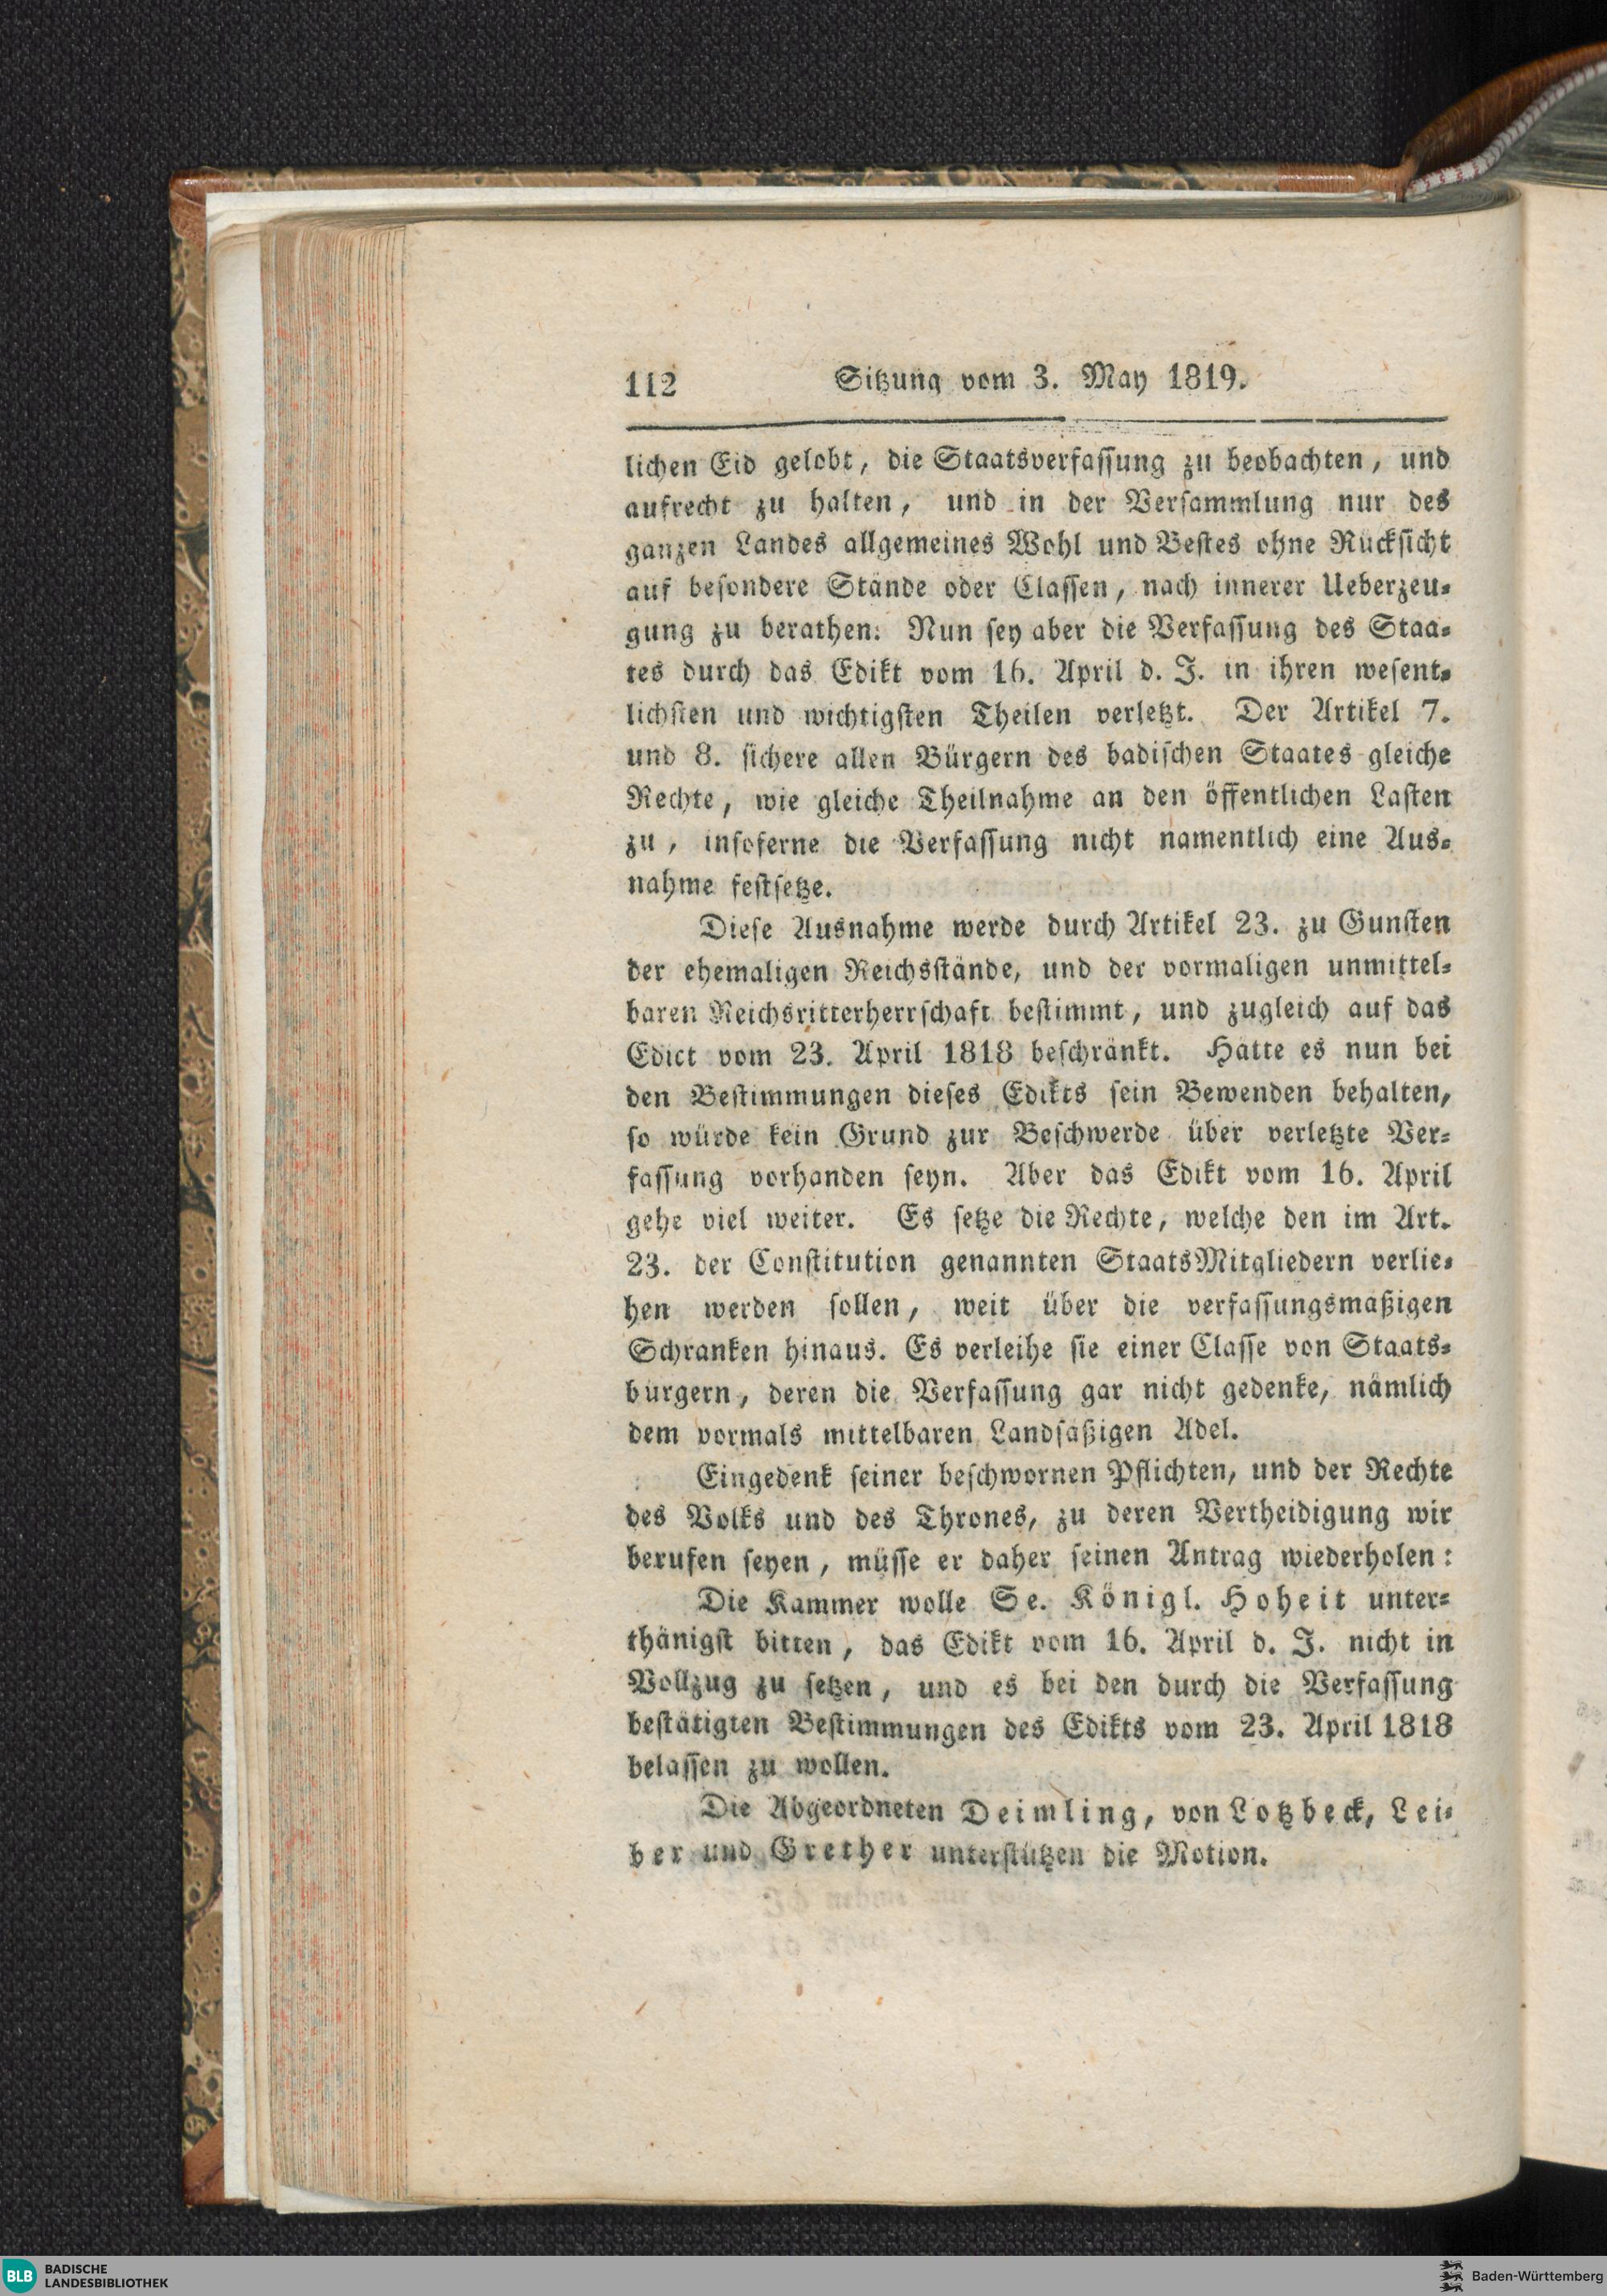 112 Sitzung vom 3. May 1819.
lichen Eid gelobt, die Staatsverfassung zu beobachten, und
aufrecht zu halten, und in der Versammlung nur des
ganzen Landes allgemeines Wohl und Bestes ohne Rücksicht
auf besondere Stände oder Classen, nach innerer Ueberzeu-
gung zu berathen. Nun sey aber die Verfassung des Staa-
tes durch das Edikt vom 16. April d. J. in ihren wesent-
lichsten und wichtigsten Theilen verletzt. Der Artikel 7.
und 8. sichere allen Bürgern des badischen Staates gleiche
Rechte, wie gleiche Theilnahme an den öffentlichen Lasten
zu, insoferne die Verfassung nicht namentlich eine Aus-
nahme festsetze.
Diese Ausnahme werde durch Artikel 23. zu Gunsten
der ehemaligen Reichsstände, und der vormaligen unmittel-
baren Reichsritterherrschaft bestimmt, und zugleich auf das
Edict vom 23. April 1818 beschränkt. Hätte es nun bei
den Bestimmungen dieses Edikts sein Bewenden behalten,
so würde kein Grund zur Beschwerde über verletzte Ver-
fassung vorhanden seyn. Aber das Edikt vom 16. April
gehe viel weiter. Es setze die Rechte, welche den im Art.
23. der Constitution genannten StaatsMitgliedern verlie-
hen werden sollen, weit über die verfassungsmäßigen
Schranken hinaus. Es verleihe sie einer Classe von Staats-
bürgern, deren die Verfassung gar nicht gedenke, nämlich
dem vormals mittelbaren Landsäßigen Adel.
Eingedenk seiner beschwornen Pflichten, und der Rechte
des Volks und des Thrones, zu deren Vertheidigung wir
berufen seyen, müsse er daher seinen Antrag wiederholen:
Die Kammer wolle Se. Königl. Hoheit unter-
thänigst bitten, das Edikt vom 16. April d. J. nicht in
Vollzug zu setzen, und es bei den durch die Verfassung
bestätigten Bestimmungen des Edikts vom 23. April 1818
belassen zu wollen.
Die Abgeordneten Deimling, von Lotzbeck, Lei-
ber und Grether unterstützen die Motion.
BLB BADISCHE
LANDESBIBLIOTHEK
Baden-Württemberg